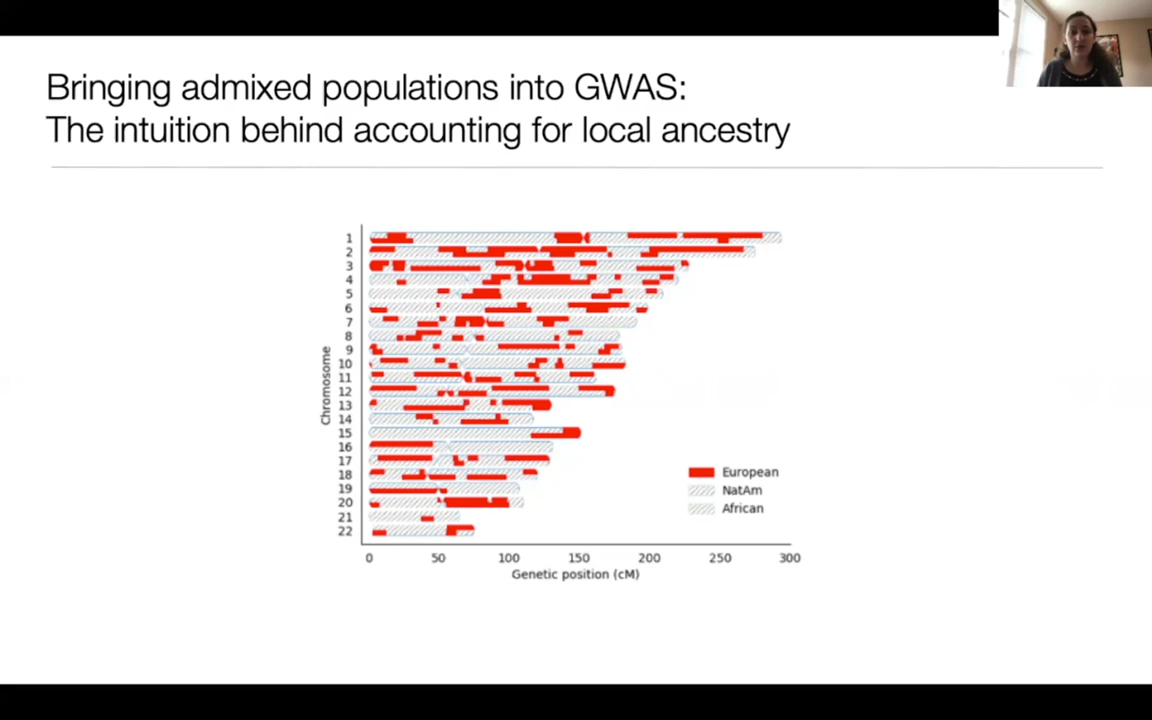 Bringing admixed populations into GWAS:
The intuition behind accounting for local ancestry
Chromosome
1
2
3
4
5
6
7
8
9
10
11
12
13
14
15
16
17
18
19
20
21
22
European
NatAm
African
0 50 100 150 200 250 300
Genetic position (cM)